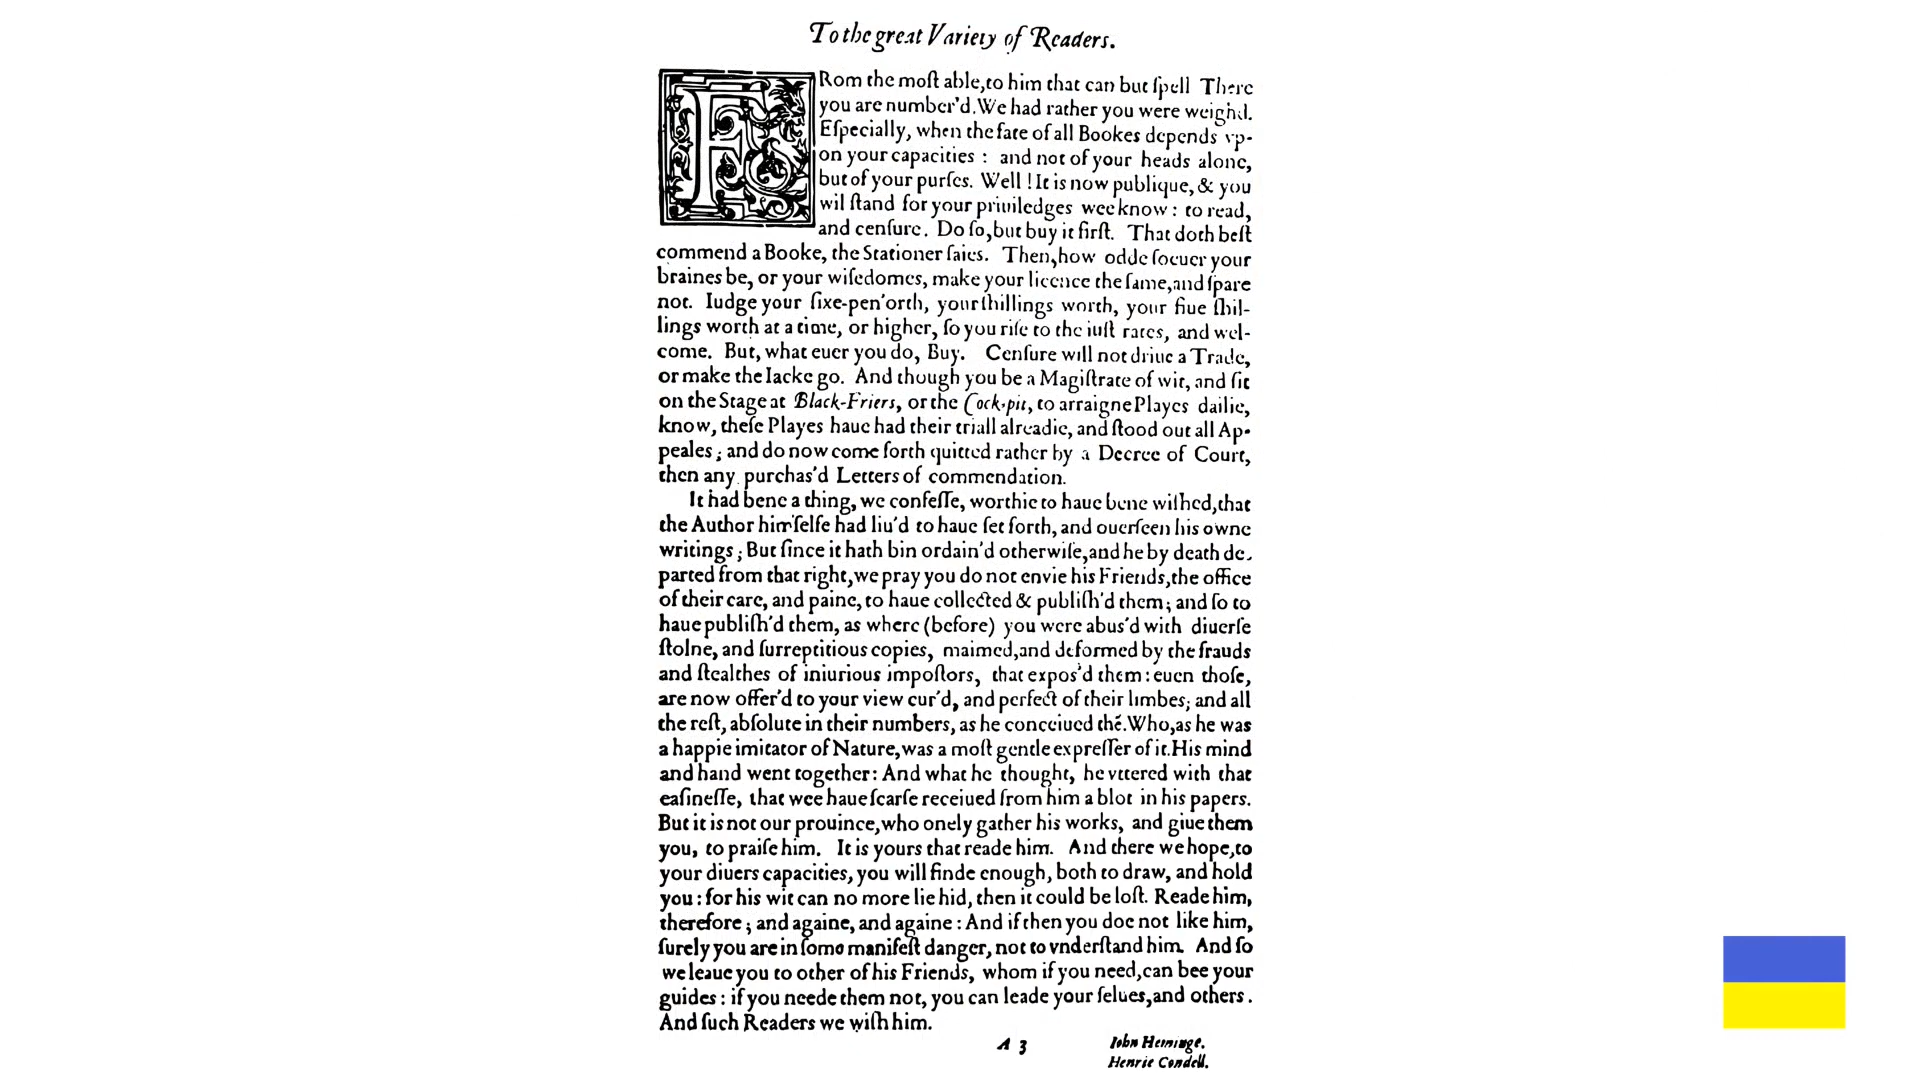 To the great Variety of Readers.
FRom the moſt able, to him that can but ſpell There
you are number'd. We had rather you were weighd.
Eſpecially, when the fate of all Bookes depends vp-
on your capacities : and not of your heads alone,
but of your purſes. Well ! It is now publique, & you
wil ſtand for your priuiledges wee know : to read,
and cenſure. Do ſo, but buy it firſt. That doth beſt
commend a Booke, the Stationer ſaies. Then, how odde ſoeuer your
braines be, or your wiſedomes, make your licence the ſame, and ſpare
not. Iudge your ſixe-pen'orth, your ſhillings worth, your fiue ſhil-
lings worth at a time, or higher, ſo you riſe to the iuſt rates, and wel-
come. But, what euer you do, Buy. Cenſure will not driue a Trade,
or make the Iacke go. And though you be a Magiſtrate of wit, and ſit
on the Stage at Black-Friers, or the Cock-pit, to arraigne Playes dailie,
know, theſe Playes haue had their triall alreadie, and ſtood out all Ap-
peales ; and do now come forth quitted rather by a Decree of Court,
then any purchas'd Letters of commendation.
It had bene a thing, we confeſſe, worthie to haue bene wiſhed, that
the Author himſelfe had liu'd to haue ſet forth, and ouerſeen his owne
writings ; But ſince it hath bin ordain'd otherwiſe, and he by death de-
parted from that right, we pray you do not envie his Friends, the office
of their care, and paine, to haue collected & publiſh'd them ; and ſo to
haue publiſh'd them, as where (before) you were abus'd with diuerſe
ſtolne, and ſurreptitious copies, maimed, and deformed by the frauds
and ſtealthes of iniurious impoſtors, that expos'd them : euen thoſe,
are now offer'd to your view cur'd, and perfect of their limbes ; and all
the reſt, abſolute in their numbers, as he conceiued thē. Who, as he was
a happie imitator of Nature, was a moſt gentle expreſſer of it. His mind
and hand went together : And what he thought, he vttered with that
eaſineſſe, that wee haue ſcarſe receiued from him a blot in his papers.
But it is not our prouince, who onely gather his works, and giue them
you, to praiſe him. It is yours that reade him. And there we hope, to
your diuers capacities, you will finde enough, both to draw, and hold
you : for his wit can no more lie hid, then it could be loſt. Reade him,
therefore ; and againe, and againe : And if then you doe not like him,
ſurely you are in ſome manifeſt danger, not to vnderſtand him. And ſo
we leaue you to other of his Friends, whom if you need, can bee your
guides : if you neede them not, you can leade your ſelues, and others.
And ſuch Readers we wiſh him.
A 3
Iohn Heminge.
Henrie Condell.